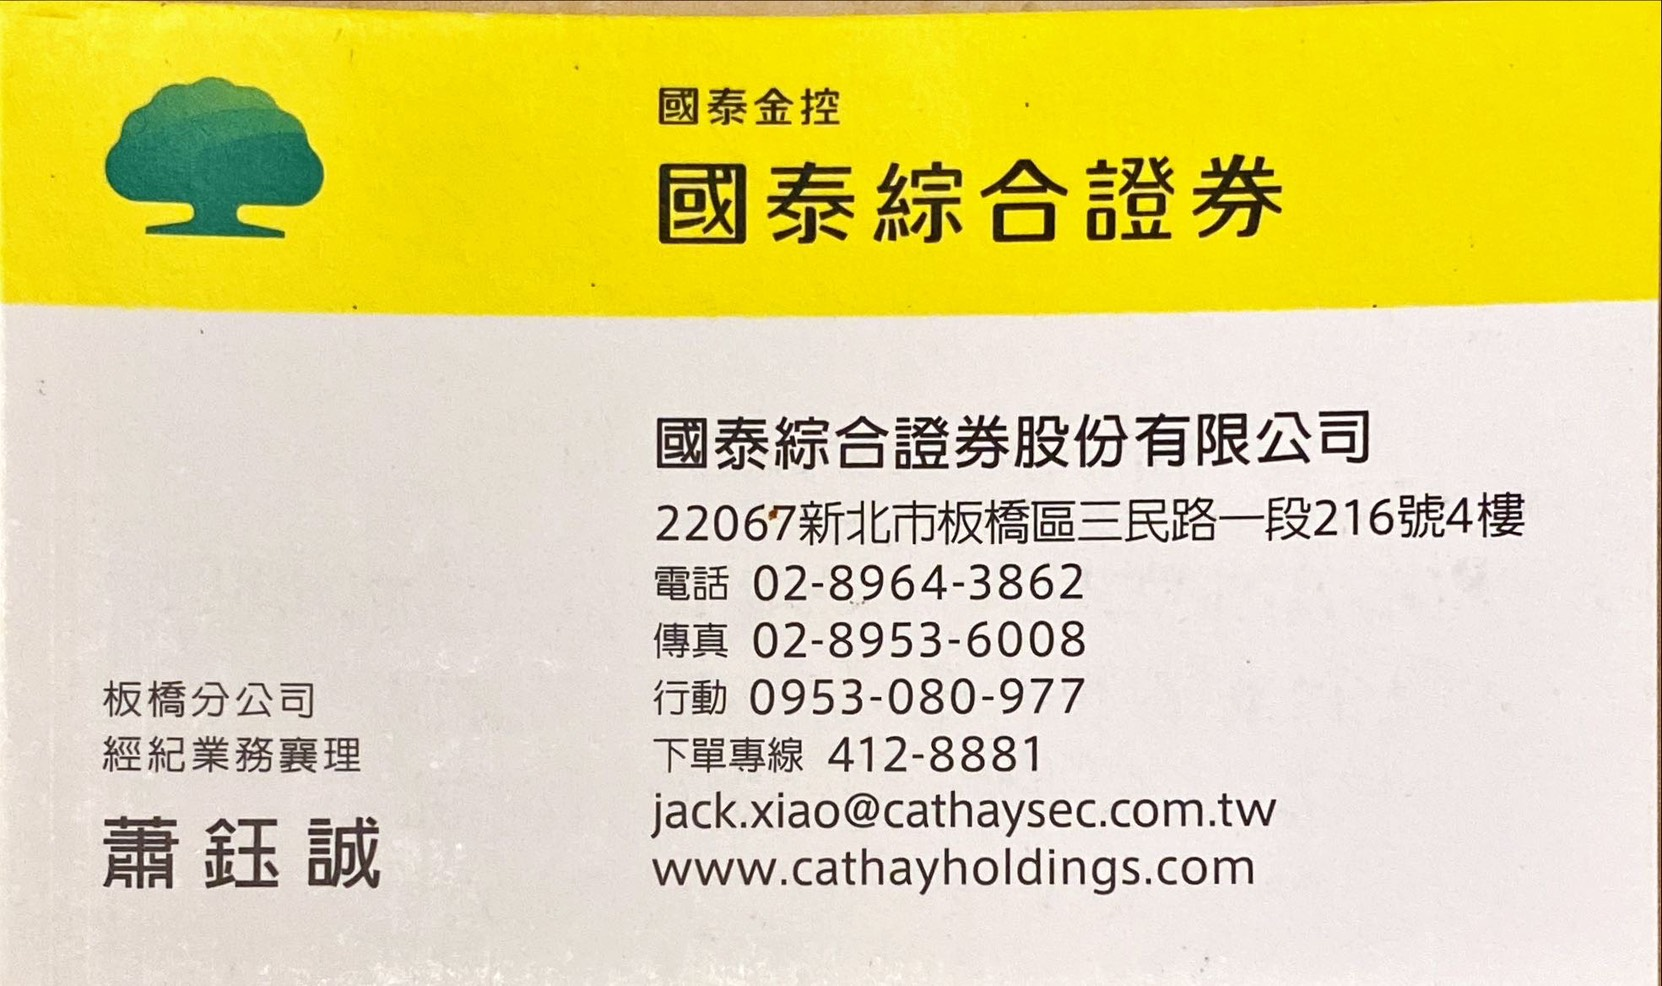 國泰金控
國泰綜合證券
國泰綜合證券股份有限公司
22067新北市板橋區三民路一段216號4樓
電話 02-8964-3862
傳真 02-8953-6008
行動 0953-080-977
下單專線 412-8881
jack.xiao@cathaysec.com.tw
www.cathayholdings.com
板橋分公司
經紀業務襄理
蕭鈺誠